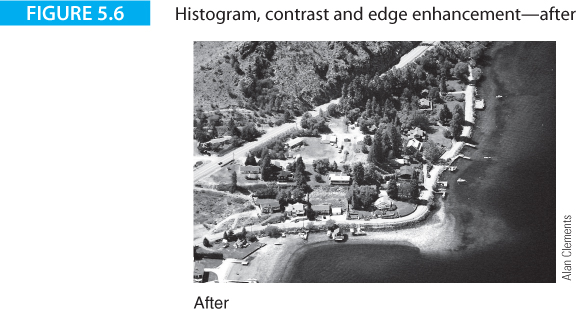 FIGURE 5.6 Histogram, contrast and edge enhancement—after
Alan Clements
After